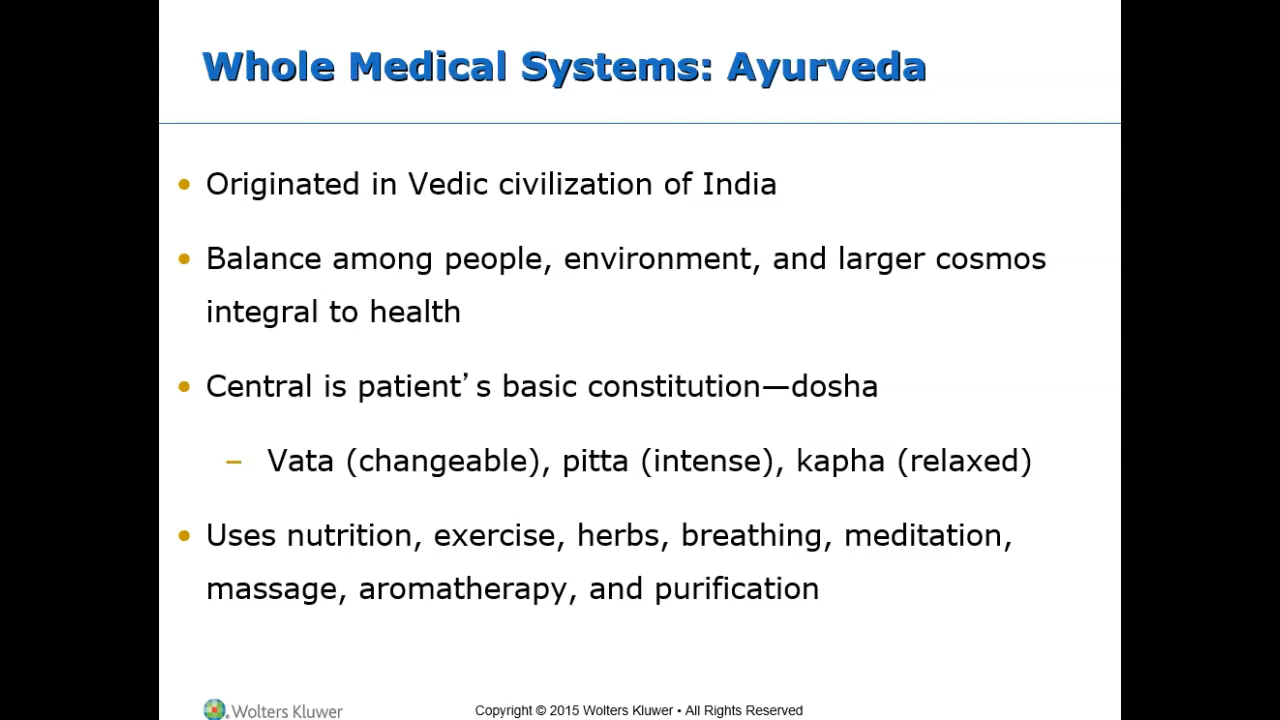 Whole Medical Systems: Ayurveda
• Originated in Vedic civilization of India
• Balance among people, environment, and larger cosmos
integral to health
• Central is patient’s basic constitution—dosha
– Vata (changeable), pitta (intense), kapha (relaxed)
• Uses nutrition, exercise, herbs, breathing, meditation,
massage, aromatherapy, and purification
Wolters Kluwer
Copyright © 2015 Wolters Kluwer • All Rights Reserved